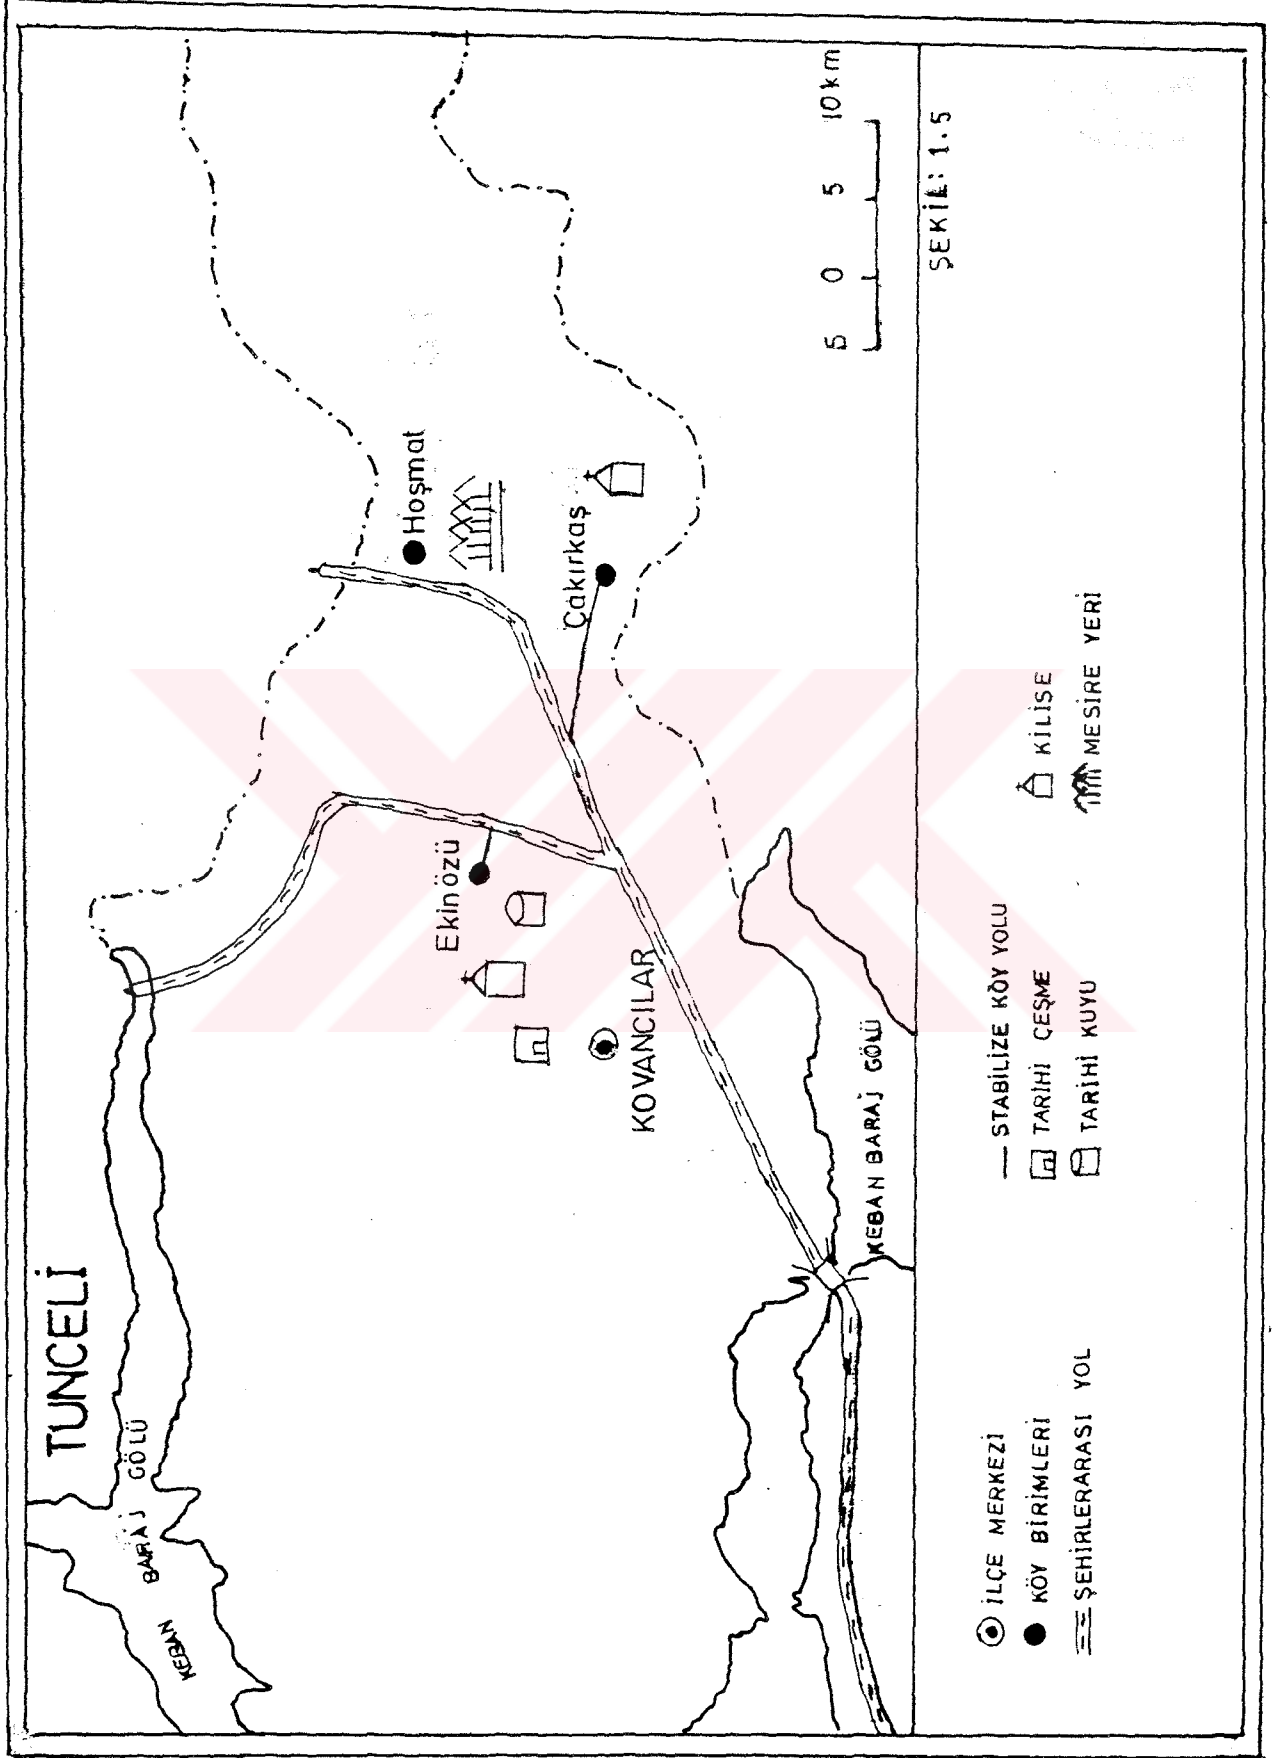 TUNCELİ
KEBAN BARAJ GÖLÜ
Ekinözü
Hoşmat
Çakırkaş
KOVANCILAR
KEBAN BARAJ GÖLÜ
5 0 5 10 km
ŞEKİL: 1.5
İLÇE MERKEZİ
KÖY BİRİMLERİ
ŞEHİRLERARASI YOL
STABİLİZE KÖY YOLU
TARİHİ ÇEŞME
TARİHİ KUYU
KİLİSE
MESİRE YERİ